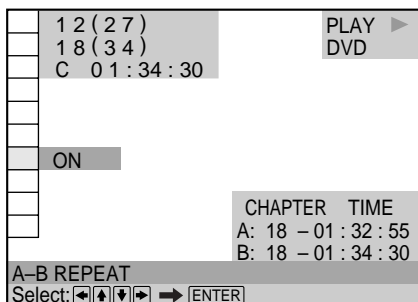 12(27)
18(34)
C 01:34:30
PLAY
DVD
ON
CHAPTER TIME
A: 18 – 01:32:55
B: 18 – 01:34:30
A–B REPEAT
Select: ENTER